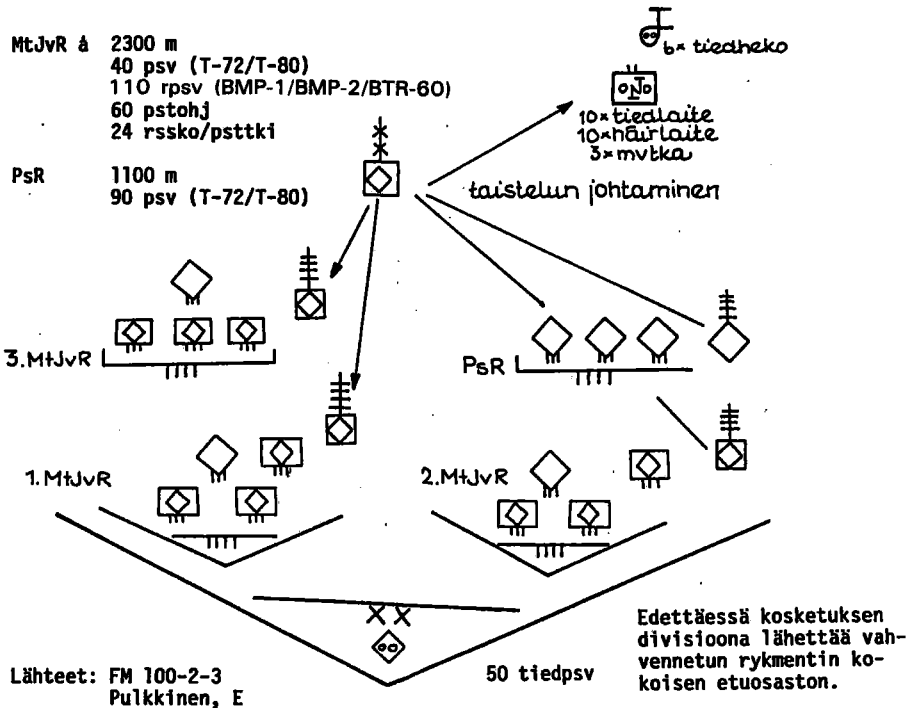 MtJvR á 2300 m
40 psv (T-72/T-80)
110 rpsv (BMP-1/BMP-2/BTR-60)
60 pstohj
24 rssko/psttki
PsR 1100 m
90 psv (T-72/T-80)
6× tiedheko
10× tiedlaite
10× häirlaite
3× mvtka
taistelun johtaminen
3.MtJvR
PsR
1.MtJvR
2.MtJvR
Edettäessä kosketuksen
divisioona lähettää vah-
vennetun rykmentin ko-
koisen etuosaston.
50 tiedpsv
Lähteet: FM 100-2-3
Pulkkinen, E